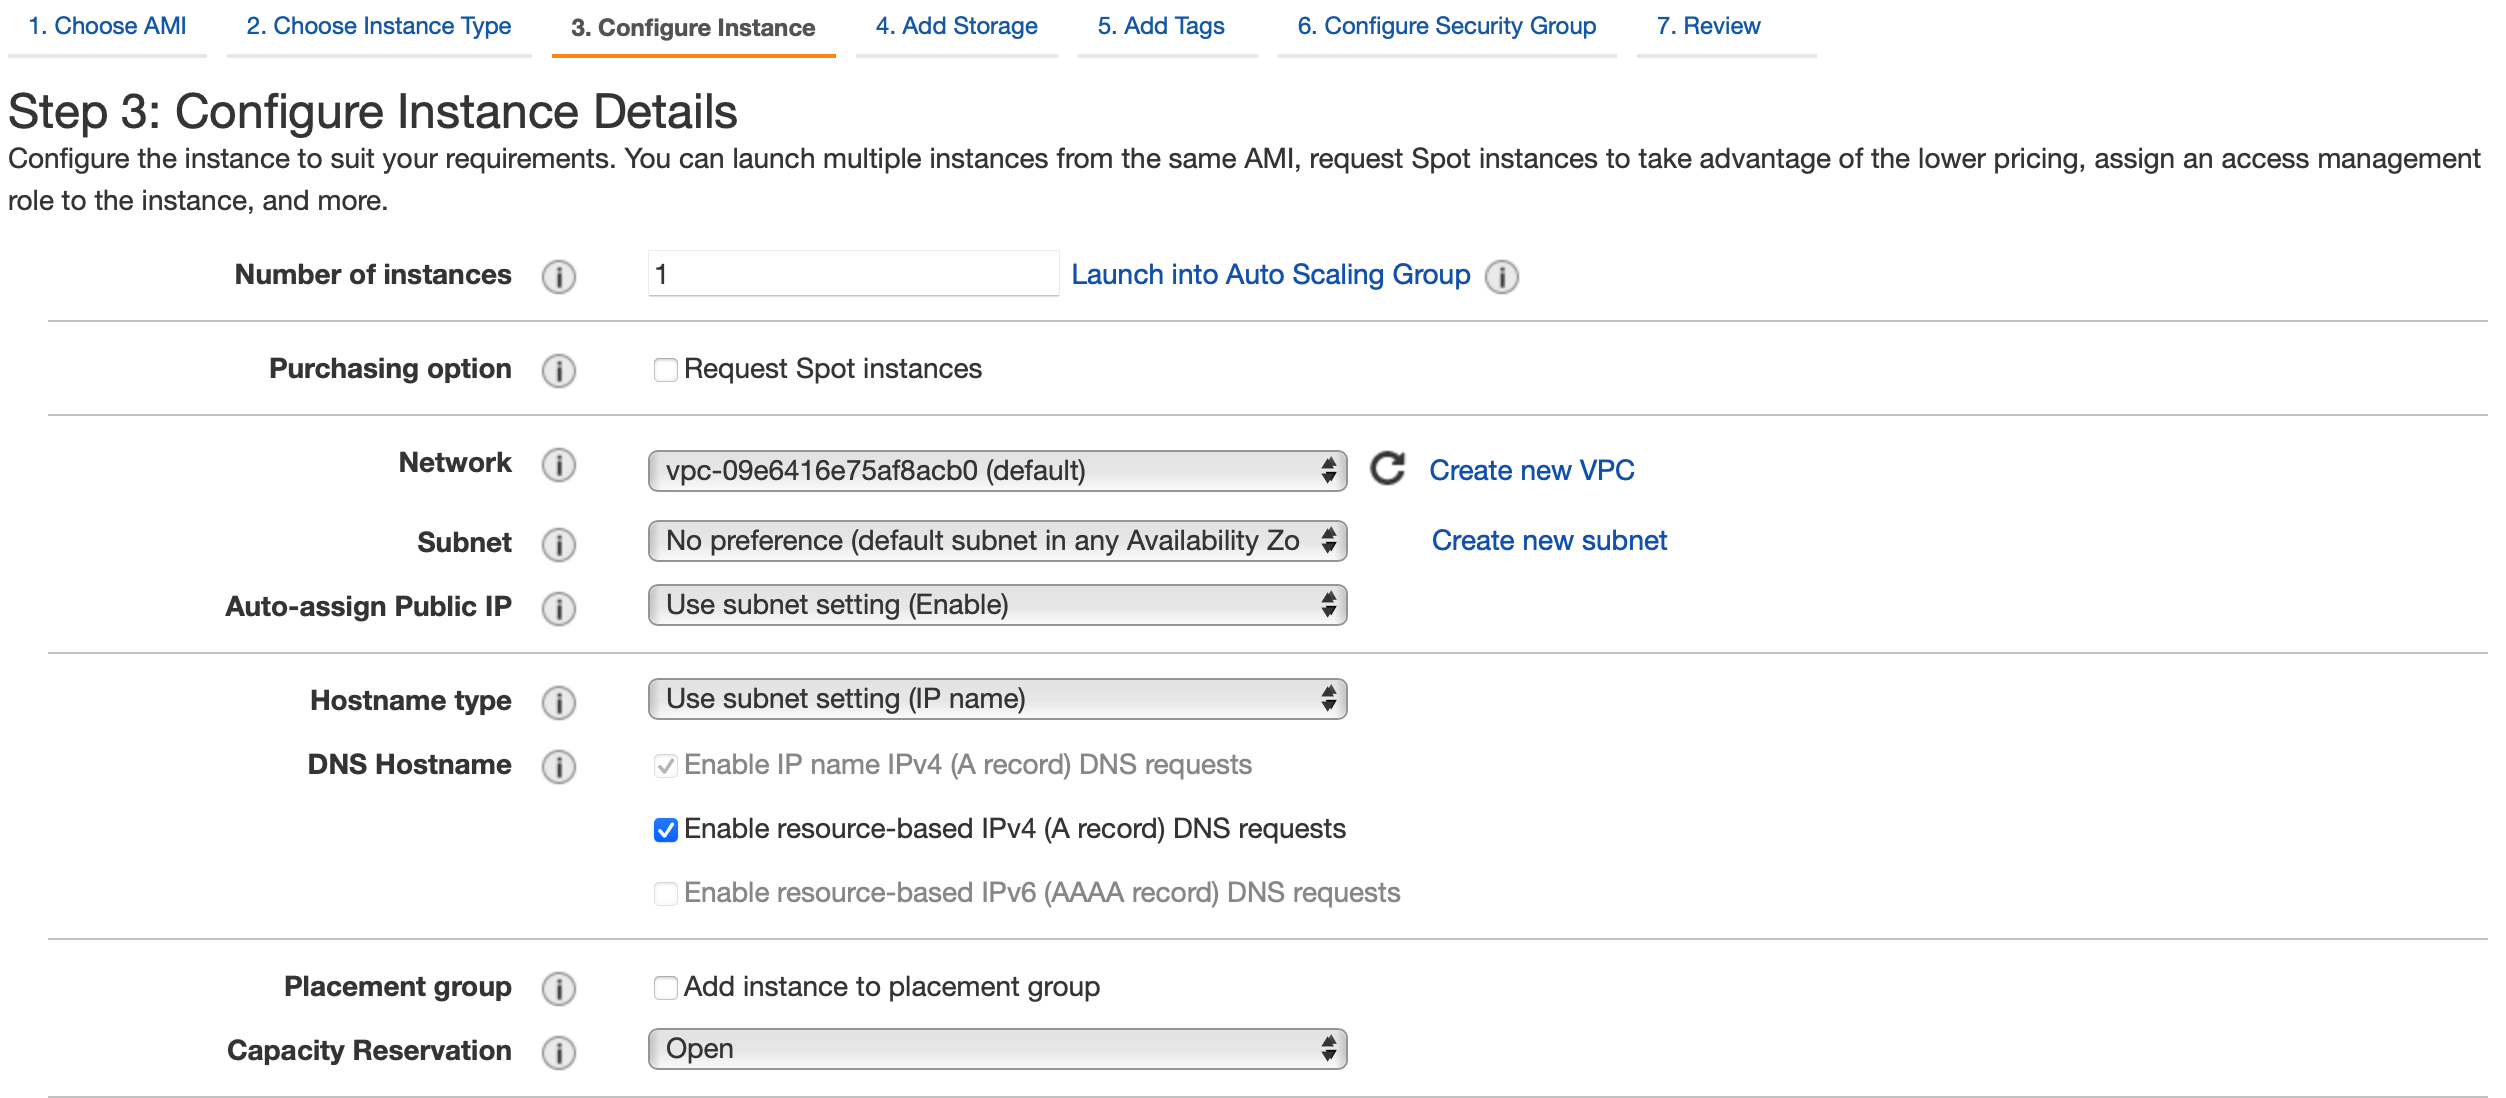 1. Choose AMI 2. Choose Instance Type 3. Configure Instance 4. Add Storage 5. Add Tags 6. Configure Security Group 7. Review
Step 3: Configure Instance Details
Configure the instance to suit your requirements. You can launch multiple instances from the same AMI, request Spot instances to take advantage of the lower pricing, assign an access management
role to the instance, and more.
Number of instances i 1 Launch into Auto Scaling Group i
Purchasing option i Request Spot instances
Network i vpc-09e6416e75af8acb0 (default) Create new VPC
Subnet i No preference (default subnet in any Availability Zo Create new subnet
Auto-assign Public IP i Use subnet setting (Enable)
Hostname type i Use subnet setting (IP name)
DNS Hostname i Enable IP name IPv4 (A record) DNS requests
Enable resource-based IPv4 (A record) DNS requests
Enable resource-based IPv6 (AAAA record) DNS requests
Placement group i Add instance to placement group
Capacity Reservation i Open